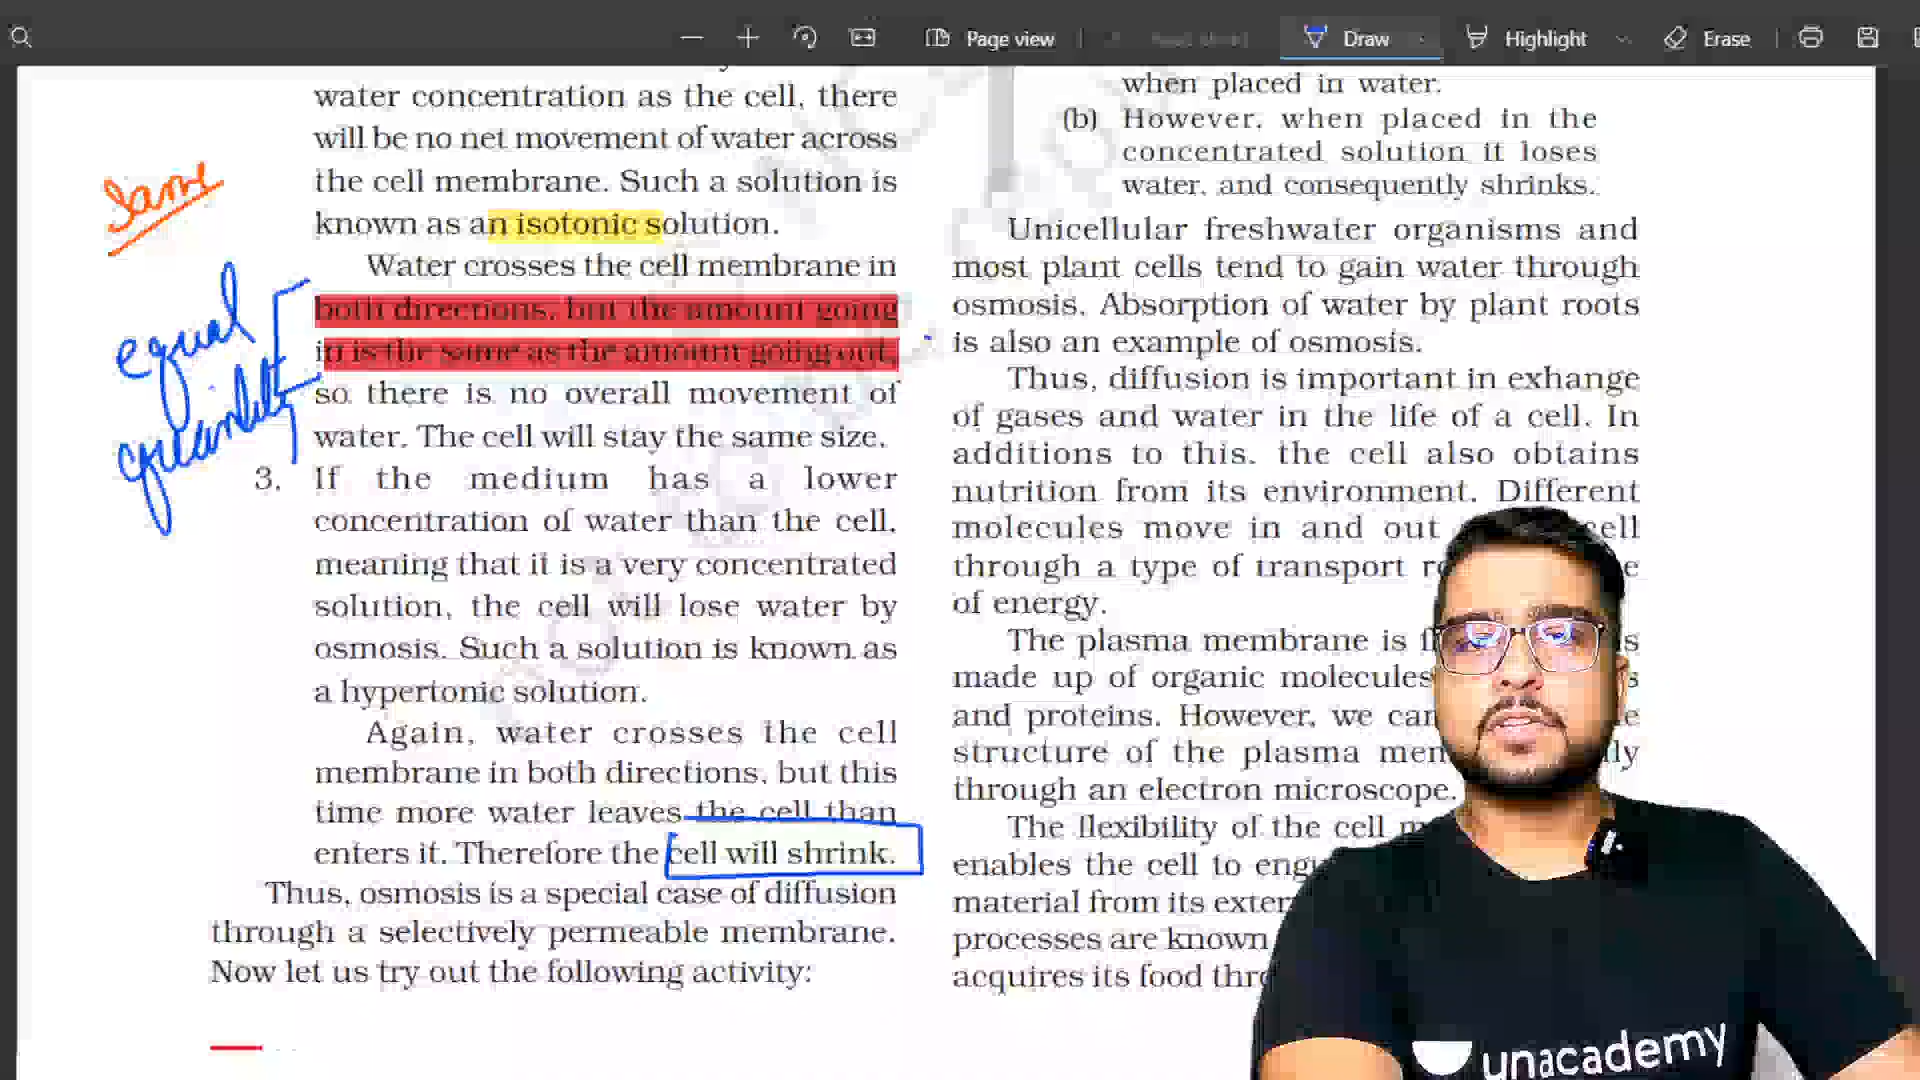 Page view
Draw
Highlight
Erase
water concentration as the cell, there
will be no net movement of water across
the cell membrane. Such a solution is
known as an isotonic solution.
Water crosses the cell membrane in
both directions, but the amount going
in is the same as the amount going out,
so there is no overall movement of
water. The cell will stay the same size.
3. If the medium has a lower
concentration of water than the cell,
meaning that it is a very concentrated
solution, the cell will lose water by
osmosis. Such a solution is known as
a hypertonic solution.
Again, water crosses the cell
membrane in both directions, but this
time more water leaves the cell than
enters it. Therefore the cell will shrink.
Thus, osmosis is a special case of diffusion
through a selectively permeable membrane.
Now let us try out the following activity:
Same
equal
quantity
when placed in water.
(b) However, when placed in the
concentrated solution it loses
water, and consequently shrinks.
Unicellular freshwater organisms and
most plant cells tend to gain water through
osmosis. Absorption of water by plant roots
is also an example of osmosis.
Thus, diffusion is important in exhange
of gases and water in the life of a cell. In
additions to this, the cell also obtains
nutrition from its environment. Different
molecules move in and out cell
through a type of transport
of energy.
The plasma membrane is
made up of organic molecules
and proteins. However, we can
structure of the plasma
through an electron microscope.
The flexibility of the cell
enables the cell to
material from its
processes are known
acquires its food
unacademy